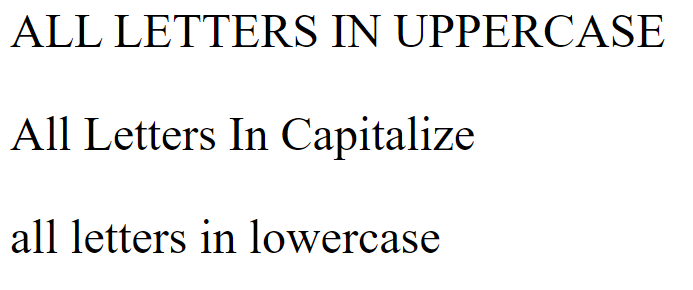 ALL LETTERS IN UPPERCASE
All Letters In Capitalize
all letters in lowercase